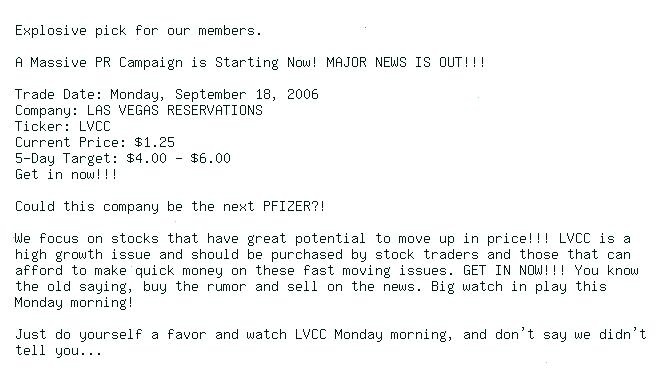 Explosive pick for our members.
A Massive PR Campaign is Starting Now! MAJOR NEWS IS OUT!!!
Trade Date: Monday, September 18, 2006
Company: LAS VEGAS RESERVATIONS
Ticker: LVCC
Current Price: $1.25
5-Day Target: $4.00 - $6.00
Get in now!!!
Could this company be the next PFIZER?!
We focus on stocks that have great potential to move up in price!!! LVCC is a
high growth issue and should be purchased by stock traders and those that can
afford to make quick money on these fast moving issues. GET IN NOW!!! You know
the old saying, buy the rumor and sell on the news. Big watch in play this
Monday morning!
Just do yourself a favor and watch LVCC Monday morning, and don't say we didn't
tell you...